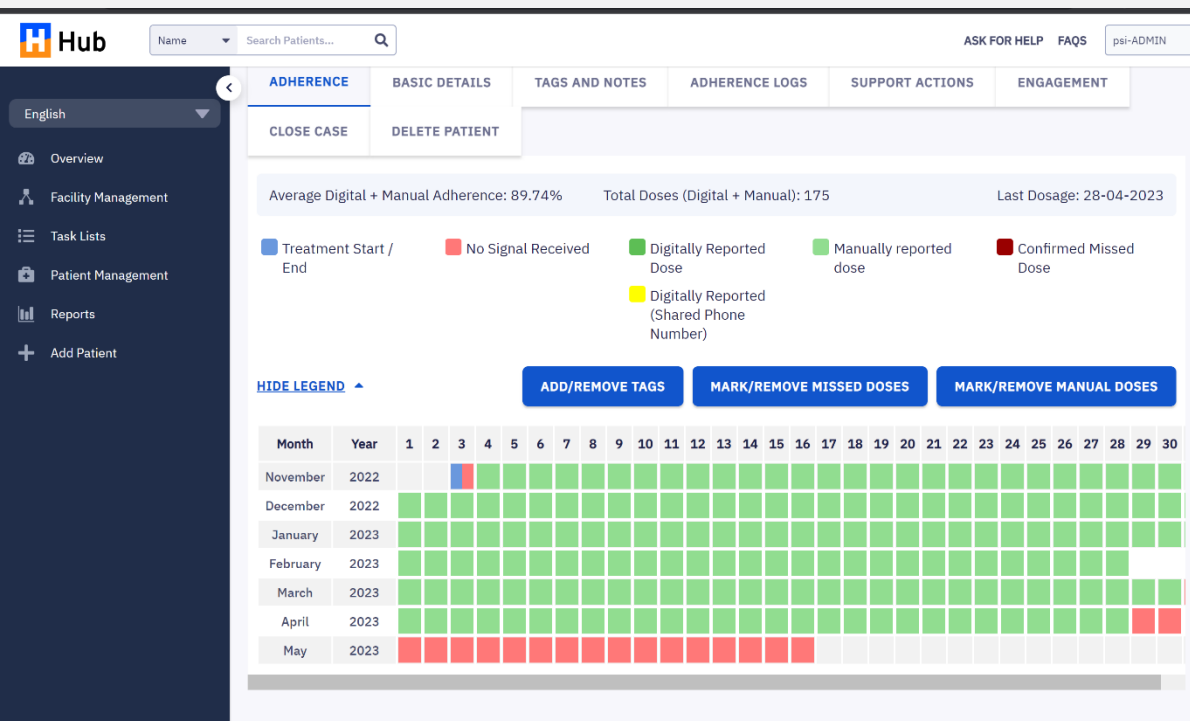 Hub
Name
Search Patients...
ASK FOR HELP FAQS psi-ADMIN
English
Overview
Facility Management
Task Lists
Patient Management
Reports
Add Patient
ADHERENCE BASIC DETAILS TAGS AND NOTES ADHERENCE LOGS SUPPORT ACTIONS ENGAGEMENT
CLOSE CASE DELETE PATIENT
Average Digital + Manual Adherence: 89.74% Total Doses (Digital + Manual): 175 Last Dosage: 28-04-2023
Treatment Start /
End
No Signal Received
Digitally Reported
Dose
Manually reported
dose
Confirmed Missed
Dose
Digitally Reported
(Shared Phone
Number)
HIDE LEGEND
ADD/REMOVE TAGS MARK/REMOVE MISSED DOSES MARK/REMOVE MANUAL DOSES
Month Year 1 2 3 4 5 6 7 8 9 10 11 12 13 14 15 16 17 18 19 20 21 22 23 24 25 26 27 28 29 30
November 2022
December 2022
January 2023
February 2023
March 2023
April 2023
May 2023